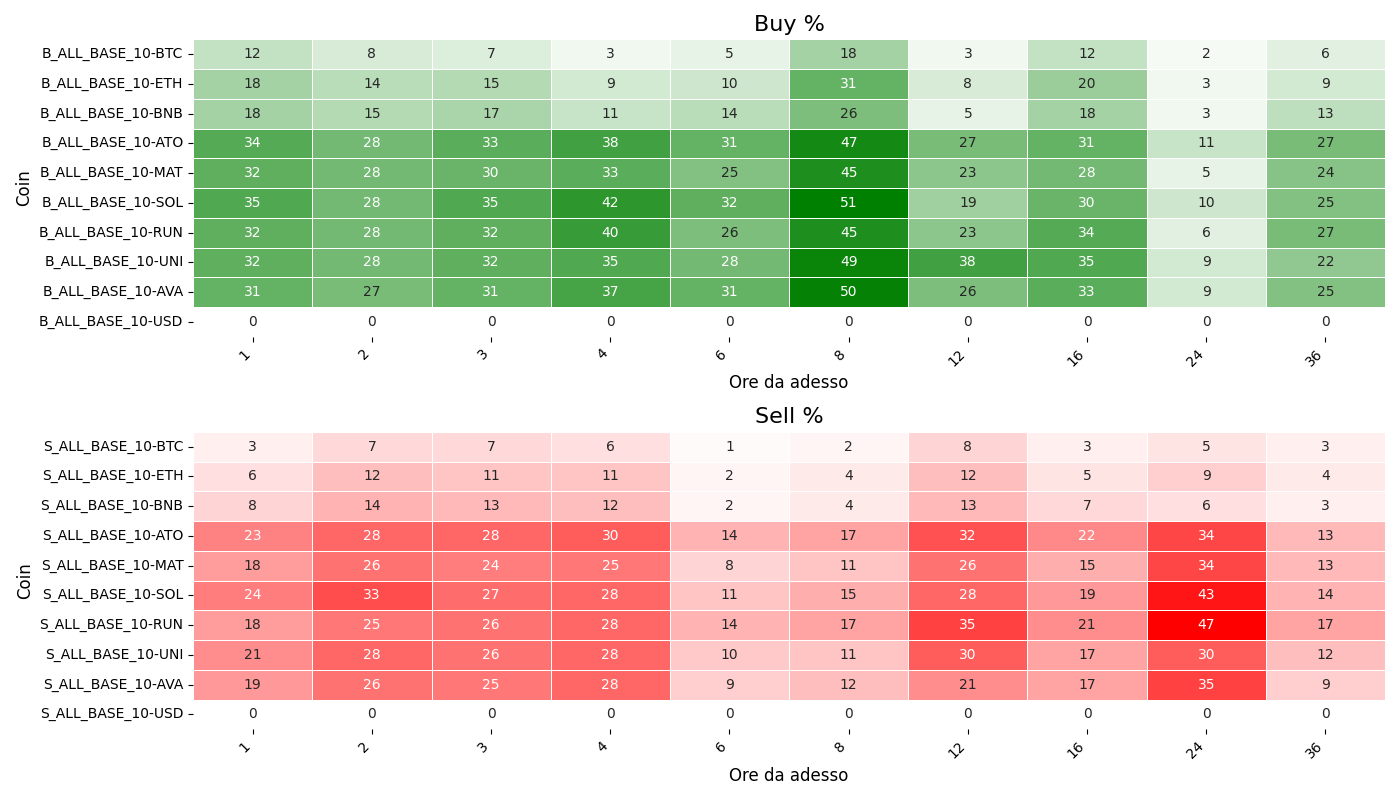 Buy %
Coin
B_ALL_BASE_10-BTC 12 8 7 3 5 18 3 12 2 6
B_ALL_BASE_10-ETH 18 14 15 9 10 31 8 20 3 9
B_ALL_BASE_10-BNB 18 15 17 11 14 26 5 18 3 13
B_ALL_BASE_10-ATO 34 28 33 38 31 47 27 31 11 27
B_ALL_BASE_10-MAT 32 28 30 33 25 45 23 28 5 24
B_ALL_BASE_10-SOL 35 28 35 42 32 51 19 30 10 25
B_ALL_BASE_10-RUN 32 28 32 40 26 45 23 34 6 27
B_ALL_BASE_10-UNI 32 28 32 35 28 49 38 35 9 22
B_ALL_BASE_10-AVA 31 27 31 37 31 50 26 33 9 25
B_ALL_BASE_10-USD 0 0 0 0 0 0 0 0 0 0
1 2 3 4 6 8 12 16 24 36
Ore da adesso
Sell %
Coin
S_ALL_BASE_10-BTC 3 7 7 6 1 2 8 3 5 3
S_ALL_BASE_10-ETH 6 12 11 11 2 4 12 5 9 4
S_ALL_BASE_10-BNB 8 14 13 12 2 4 13 7 6 3
S_ALL_BASE_10-ATO 23 28 28 30 14 17 32 22 34 13
S_ALL_BASE_10-MAT 18 26 24 25 8 11 26 15 34 13
S_ALL_BASE_10-SOL 24 33 27 28 11 15 28 19 43 14
S_ALL_BASE_10-RUN 18 25 26 28 14 17 35 21 47 17
S_ALL_BASE_10-UNI 21 28 26 28 10 11 30 17 30 12
S_ALL_BASE_10-AVA 19 26 25 28 9 12 21 17 35 9
S_ALL_BASE_10-USD 0 0 0 0 0 0 0 0 0 0
1 2 3 4 6 8 12 16 24 36
Ore da adesso